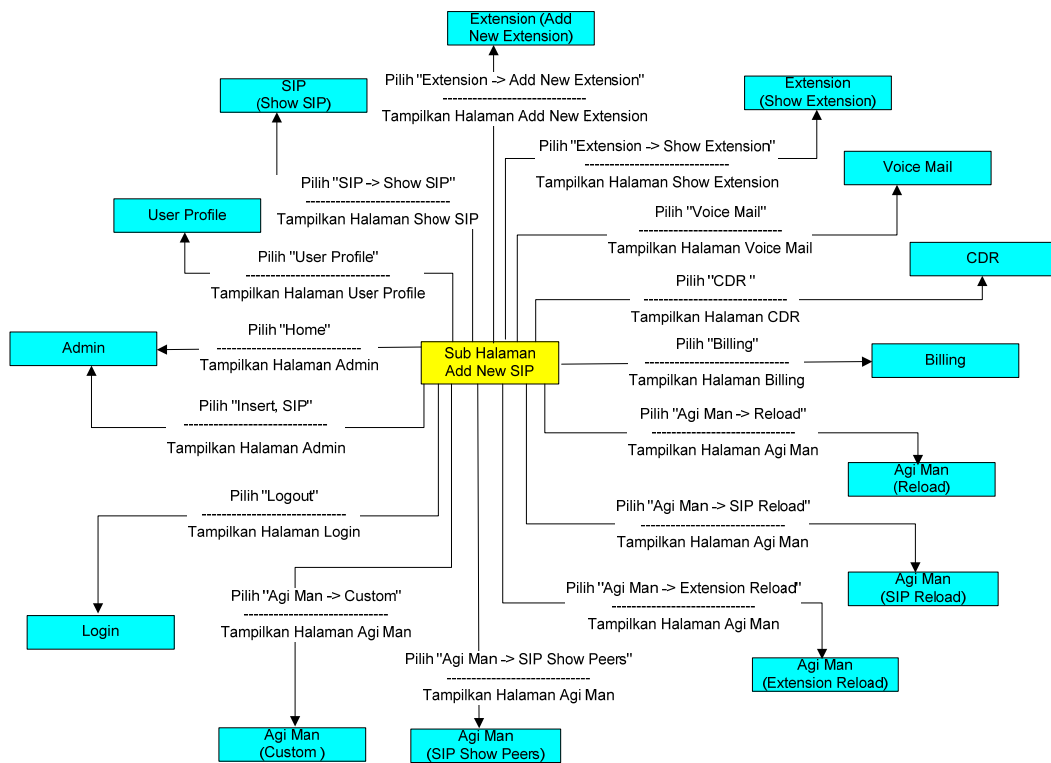 Extension (Add
New Extension)
Pilih "Extension -> Add New Extension"
Tampilkan Halaman Add New Extension
SIP
(Show SIP)
Extension
(Show Extension)
Pilih "Extension -> Show Extension"
Tampilkan Halaman Show Extension
Voice Mail
Pilih "SIP -> Show SIP"
Tampilkan Halaman Show SIP
User Profile
Pilih "Voice Mail"
Tampilkan Halaman Voice Mail
CDR
Pilih "User Profile"
Tampilkan Halaman User Profile
Pilih "CDR "
Tampilkan Halaman CDR
Admin
Pilih "Home"
Tampilkan Halaman Admin
Sub Halaman
Add New SIP
Pilih "Billing"
Tampilkan Halaman Billing
Billing
Pilih "Insert, SIP"
Tampilkan Halaman Admin
Pilih "Agi Man -> Reload"
Tampilkan Halaman Agi Man
Agi Man
(Reload)
Pilih "Logout"
Tampilkan Halaman Login
Pilih "Agi Man -> SIP Reload"
Tampilkan Halaman Agi Man
Agi Man
(SIP Reload)
Login
Pilih "Agi Man -> Custom"
Tampilkan Halaman Agi Man
Pilih "Agi Man -> Extension Reload"
Tampilkan Halaman Agi Man
Agi Man
(Extension Reload)
Pilih "Agi Man -> SIP Show Peers"
Tampilkan Halaman Agi Man
Agi Man
(Custom )
Agi Man
(SIP Show Peers)